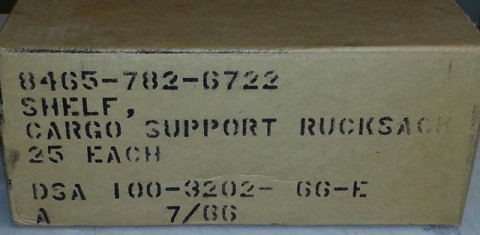 8465-782-6722
SHELF,
CARGO SUPPORT RUCKSACK
25 EACH
DSA 100-3202- 66-E
A 7/66